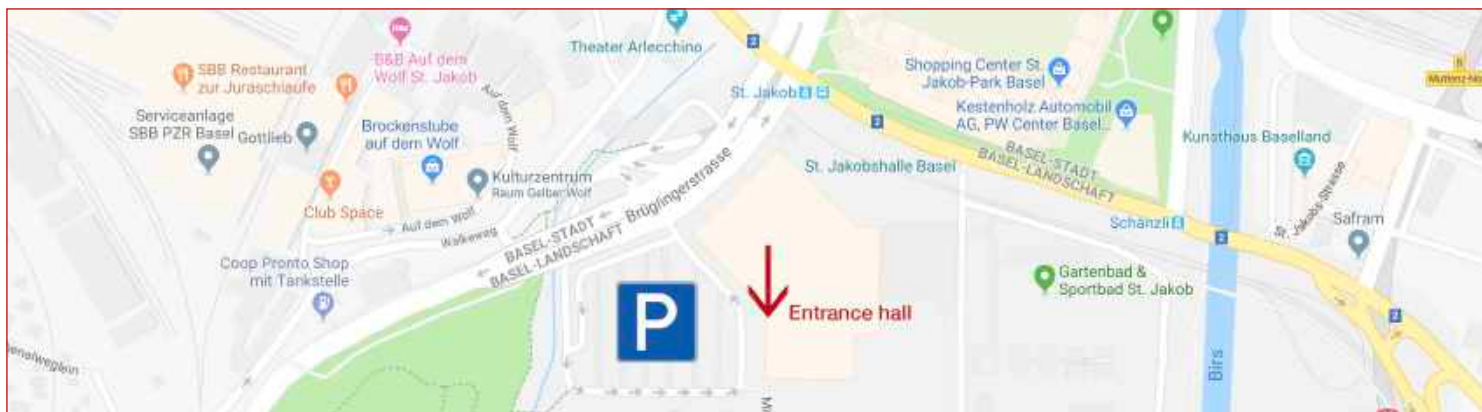 Theater Arlecchino
B&B Auf dem
Wolf St. Jakob
SBB Restaurant
zur Juraschlaufe
Serviceanlage
SBB PZR Basel
Gottlieb
Brockenstube
auf dem Wolf
Auf dem Wolf
Kulturzentrum
Raum Gelber Wolf
Club Space
Auf dem Wolf
Walkeweg
Coop Pronto Shop
mit Tankstelle
BASEL-STADT
BASEL-LANDSCHAFT
Brüglingerstrasse
St. Jakob
2
2
St. Jakobshalle Basel
Shopping Center St.
Jakob-Park Basel
Kestenholz Automobil
AG, PW Center Basel...
BASEL-STADT
BASEL-LANDSCHAFT
Schänzli
2
Kunsthaus Baselland
St. Jakobs-Strasse
Safram
2
Gartenbad &
Sportbad St. Jakob
Birs
P
Entrance hall